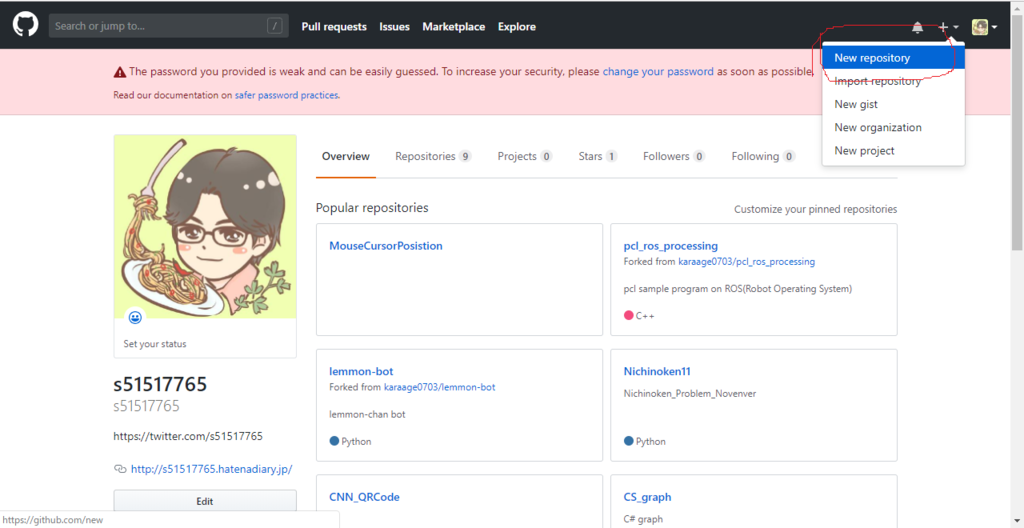 Search or jump to...
/
Pull requests Issues Marketplace Explore
New repository
Import repository
New gist
New organization
New project
The password you provided is weak and can be easily guessed. To increase your security, please change your password as soon as possible.
Read our documentation on safer password practices.
Overview Repositories 9 Projects 0 Stars 1 Followers 0 Following 0
Popular repositories
Customize your pinned repositories
MouseCursorPosistion
pcl_ros_processing
Forked from karaage0703/pcl_ros_processing
pcl sample program on ROS(Robot Operating System)
C++
lemmon-bot
Forked from karaage0703/lemmon-bot
lemmon-chan bot
Python
Nichinoken11
Nichinoken_Problem_Novenver
Python
CNN_QRCode
CS_graph
C# graph
Set your status
s51517765
s51517765
https://twitter.com/s51517765
http://s51517765.hatenadiary.jp/
Edit
https://github.com/new